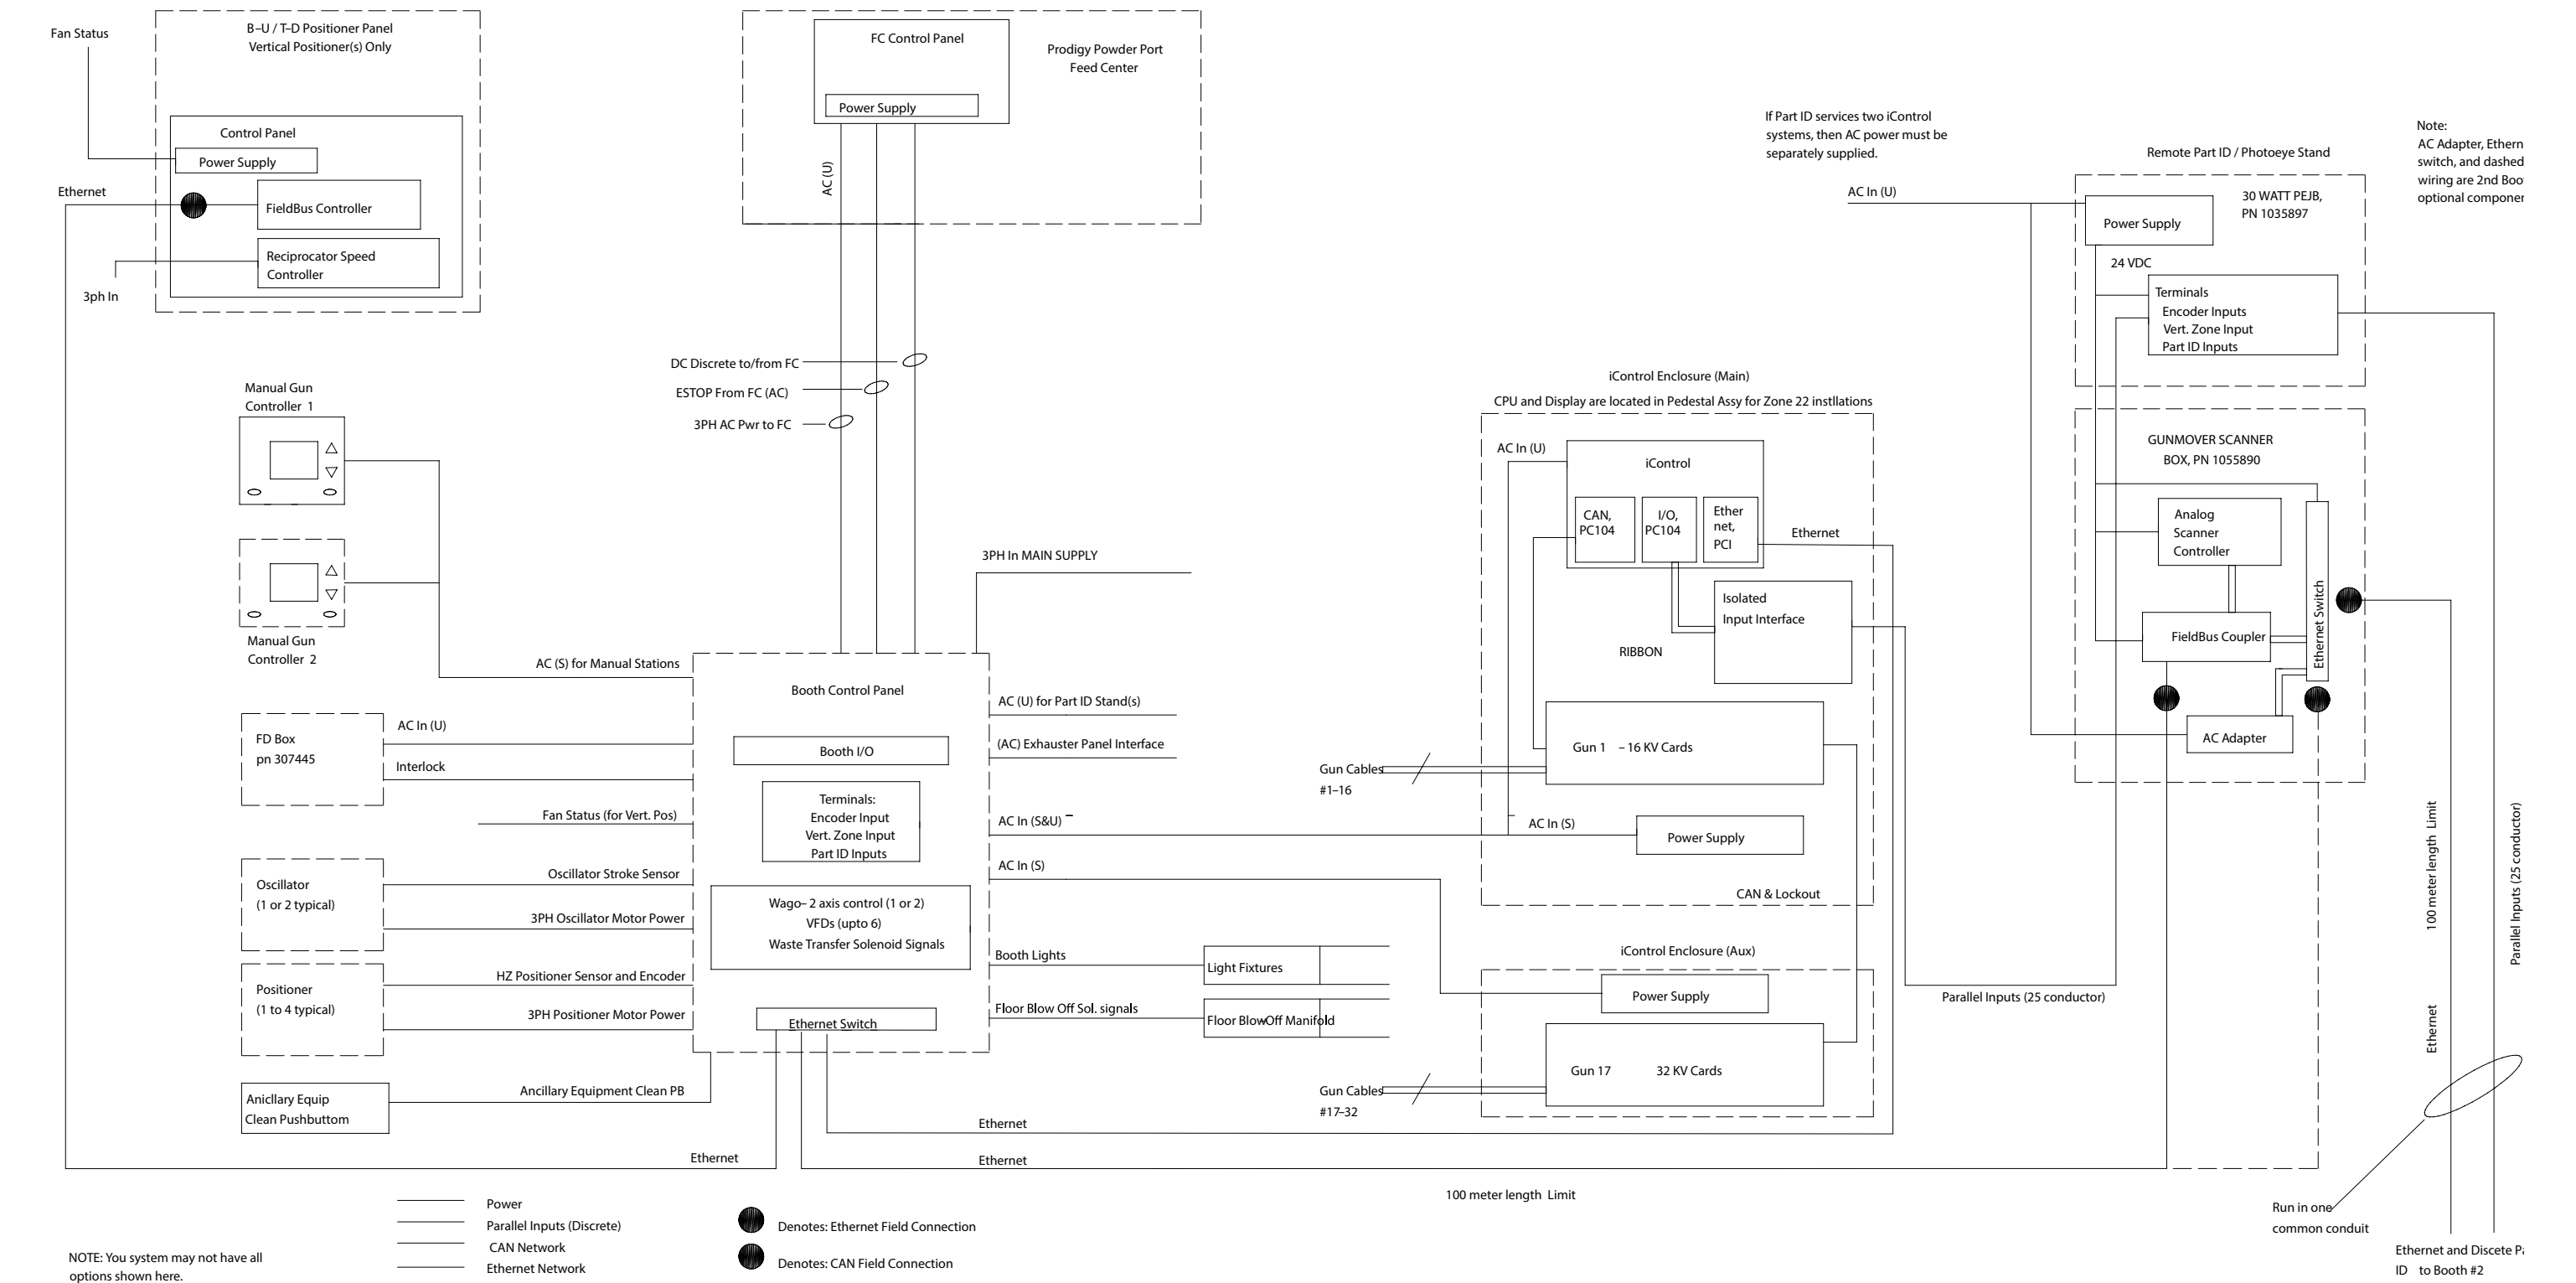 Fan Status
B–U / T–D Positioner Panel
Vertical Positioner(s) Only
Control Panel
Power Supply
Ethernet
FieldBus Controller
Reciprocator Speed
Controller
3ph In
FC Control Panel
Power Supply
Prodigy Powder Port
Feed Center
AC (U)
DC Discrete to/from FC
ESTOP From FC (AC)
3PH AC Pwr to FC
If Part ID services two iControl
systems, then AC power must be
separately supplied.
AC In (U)
Remote Part ID / Photoeye Stand
30 WATT PEJB,
PN 1035897
Power Supply
24 VDC
Terminals
Encoder Inputs
Vert. Zone Input
Part ID Inputs
Note:
AC Adapter, Ethern
switch, and dashed
wiring are 2nd Boo
optional componen
Manual Gun
Controller 1
Manual Gun
Controller 2
AC (S) for Manual Stations
3PH In MAIN SUPPLY
iControl Enclosure (Main)
CPU and Display are located in Pedestal Assy for Zone 22 instllations
AC In (U)
iControl
CAN,
PC104
I/O,
PC104
Ether
net,
PCI
Ethernet
Isolated
Input Interface
RIBBON
Gun 1 – 16 KV Cards
Gun Cables
#1–16
AC In (S)
Power Supply
CAN & Lockout
GUNMOVER SCANNER
BOX, PN 1055890
Analog
Scanner
Controller
FieldBus Coupler
Ethernet Switch
AC Adapter
FD Box
pn 307445
AC In (U)
Interlock
Fan Status (for Vert. Pos)
Oscillator
(1 or 2 typical)
Oscillator Stroke Sensor
3PH Oscillator Motor Power
Positioner
(1 to 4 typical)
HZ Positioner Sensor and Encoder
3PH Positioner Motor Power
Anicllary Equip
Clean Pushbuttom
Ancillary Equipment Clean PB
Booth Control Panel
Booth I/O
Terminals:
Encoder Input
Vert. Zone Input
Part ID Inputs
Wago– 2 axis control (1 or 2)
VFDs (upto 6)
Waste Transfer Solenoid Signals
Ethernet Switch
AC (U) for Part ID Stand(s)
(AC) Exhauster Panel Interface
AC In (S&U) –
AC In (S)
Booth Lights
Light Fixtures
Floor Blow Off Sol. signals
Floor Blow–Off Manifold
iControl Enclosure (Aux)
Power Supply
Gun 17 32 KV Cards
Gun Cables
#17–32
Parallel Inputs (25 conductor)
100 meter length Limit
Ethernet
Parallel Inputs (25 conductor)
Ethernet
Ethernet
Ethernet
100 meter length Limit
Run in one
common conduit
Ethernet and Discete Pa
ID to Booth #2
Power
Parallel Inputs (Discrete)
CAN Network
Ethernet Network
Denotes: Ethernet Field Connection
Denotes: CAN Field Connection
NOTE: You system may not have all
options shown here.